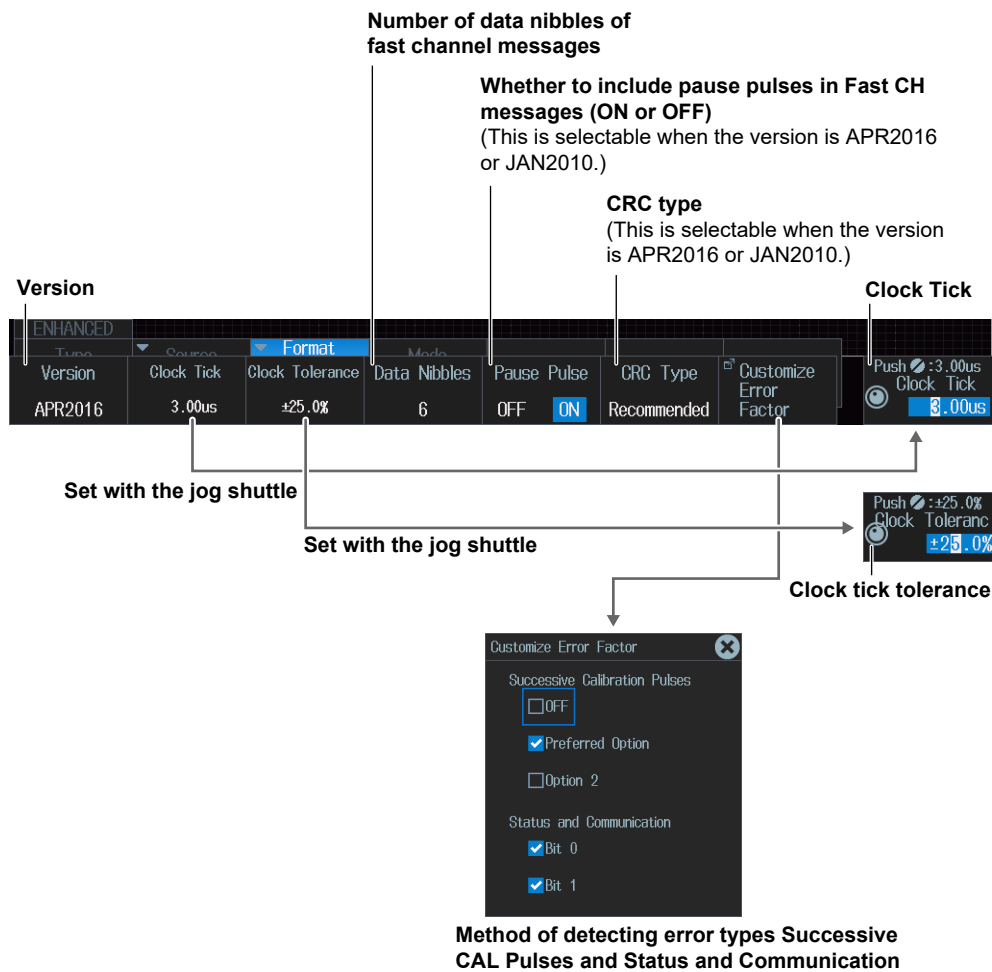 Number of data nibbles of
fast channel messages
Whether to include pause pulses in Fast CH
messages (ON or OFF)
(This is selectable when the version is APR2016
or JAN2010.)
CRC type
(This is selectable when the version
is APR2016 or JAN2010.)
Version
Clock Tick
ENHANCED
Type
Source
Format
Mode
Version
Clock Tick
Clock Tolerance
Data Nibbles
Pause Pulse
CRC Type
Customize
Error
Factor
APR2016
3.00us
±25.0%
6
OFF
ON
Recommended
Push :3.00us
Clock Tick
3.00us
Set with the jog shuttle
Push :±25.0%
Clock Toleranc
±25.0%
Set with the jog shuttle
Clock tick tolerance
Customize Error Factor
Successive Calibration Pulses
OFF
Preferred Option
Option 2
Status and Communication
Bit 0
Bit 1
Method of detecting error types Successive
CAL Pulses and Status and Communication